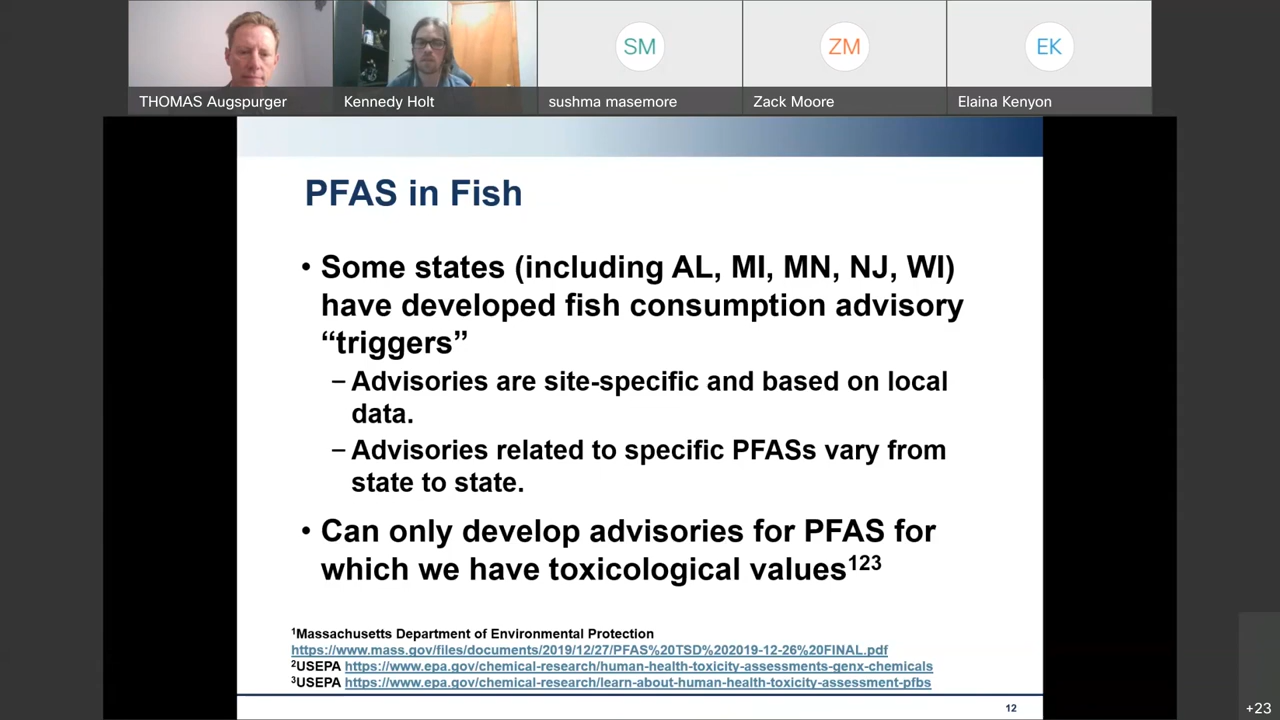 SM
ZM
EK
THOMAS Augspurger
Kennedy Holt
sushma masemore
Zack Moore
Elaina Kenyon
PFAS in Fish
• Some states (including AL, MI, MN, NJ, WI)
have developed fish consumption advisory
“triggers”
– Advisories are site-specific and based on local
data.
– Advisories related to specific PFASs vary from
state to state.
• Can only develop advisories for PFAS for
which we have toxicological values¹²³
¹Massachusetts Department of Environmental Protection
https://www.mass.gov/files/documents/2019/12/27/PFAS%20TSD%202019-12-26%20FINAL.pdf
²USEPA https://www.epa.gov/chemical-research/human-health-toxicity-assessments-genx-chemicals
³USEPA https://www.epa.gov/chemical-research/learn-about-human-health-toxicity-assessment-pfbs
12
+23